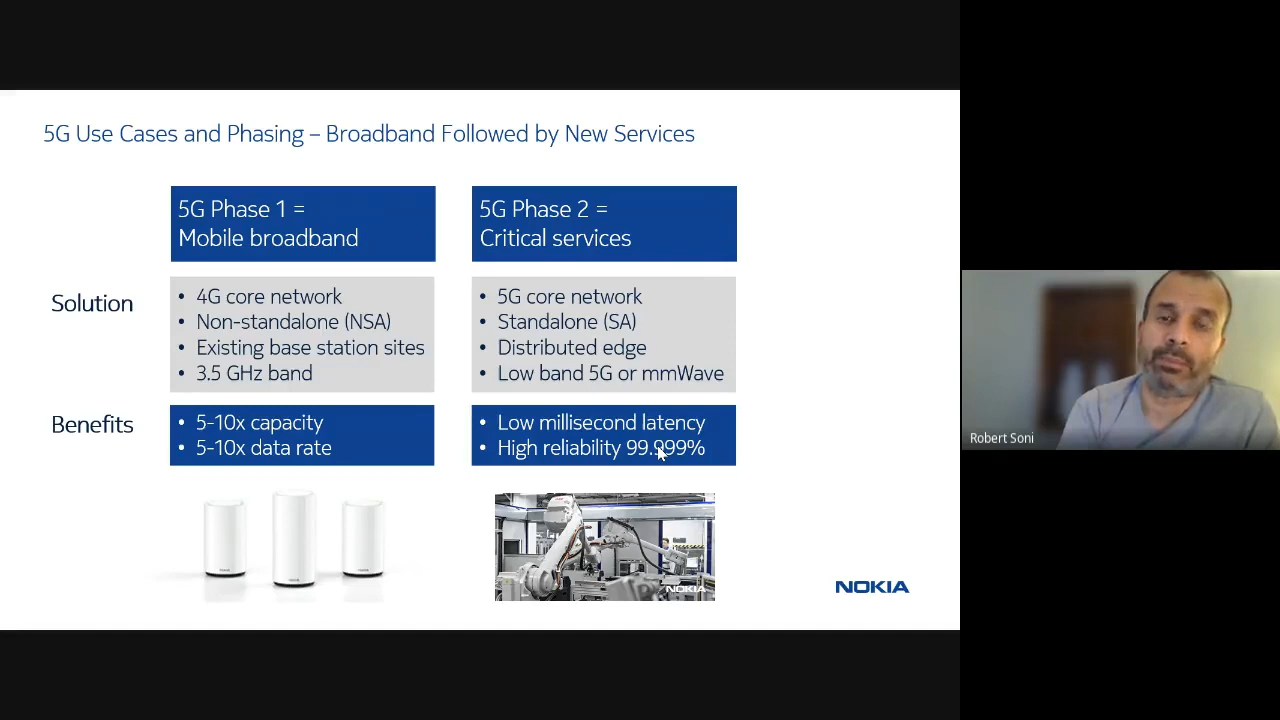 5G Use Cases and Phasing – Broadband Followed by New Services
5G Phase 1 =
Mobile broadband
5G Phase 2 =
Critical services
Solution
• 4G core network
• Non-standalone (NSA)
• Existing base station sites
• 3.5 GHz band
• 5G core network
• Standalone (SA)
• Distributed edge
• Low band 5G or mmWave
Benefits
• 5-10x capacity
• 5-10x data rate
• Low millisecond latency
• High reliability 99.999%
NOKIA
NOKIA
Robert Soni